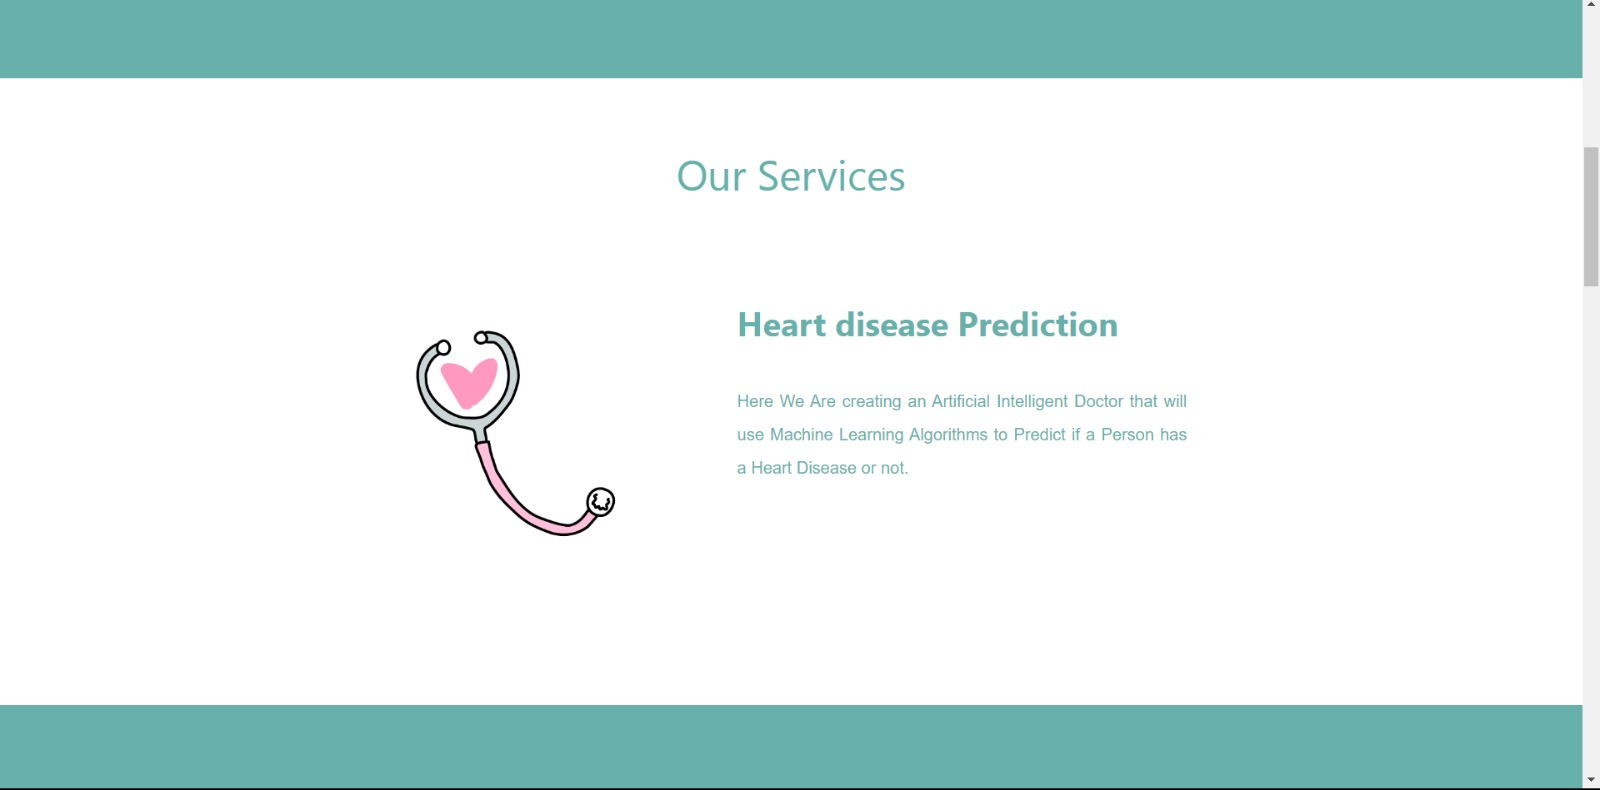 Our Services
Heart disease Prediction
Here We Are creating an Artificial Intelligent Doctor that will
use Machine Learning Algorithms to Predict if a Person has
a Heart Disease or not.